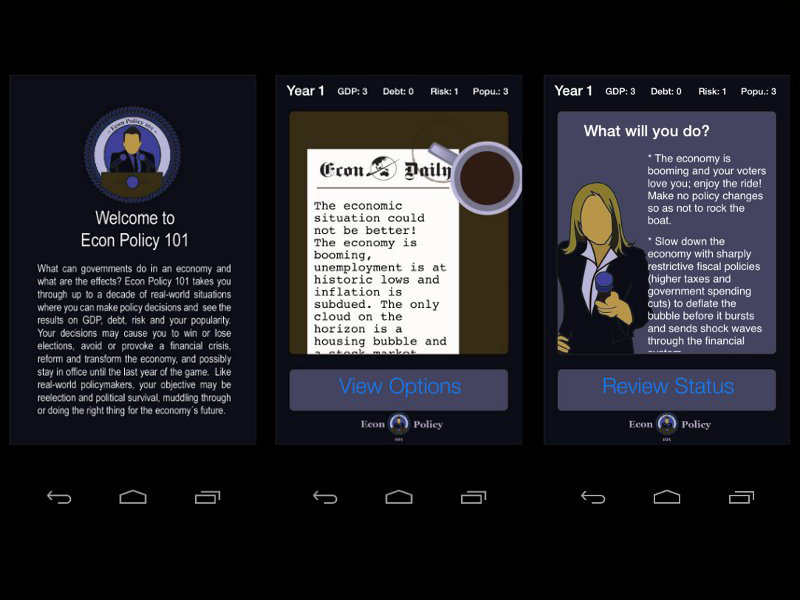 Econ Policy 101
Welcome to
Econ Policy 101
What can governments do in an economy and
what are the effects? Econ Policy 101 takes you
through up to a decade of real-world situations
where you can make policy decisions and see the
results on GDP, debt, risk and your popularity.
Your decisions may cause you to win or lose
elections, avoid or provoke a financial crisis,
reform and transform the economy, and possibly
stay in office until the last year of the game. Like
real-world policymakers, your objective may be
reelection and political survival, muddling through
or doing the right thing for the economy´s future.
Year 1 GDP: 3 Debt: 0 Risk: 1 Popu.: 3
Econ Daily
The economic
situation could
not be better!
The economy is
booming,
unemployment is at
historic lows and
inflation is
subdued. The only
cloud on the
horizon is a
housing bubble and
a stock market
View Options
Econ Policy
101
Year 1 GDP: 3 Debt: 0 Risk: 1 Popu.: 3
What will you do?
* The economy is
booming and your voters
love you; enjoy the ride!
Make no policy changes
so as not to rock the
boat.
* Slow down the
economy with sharply
restrictive fiscal policies
(higher taxes and
government spending
cuts) to deflate the
bubble before it bursts
and sends shock waves
through the financial
system.
Review Status
Econ Policy
101